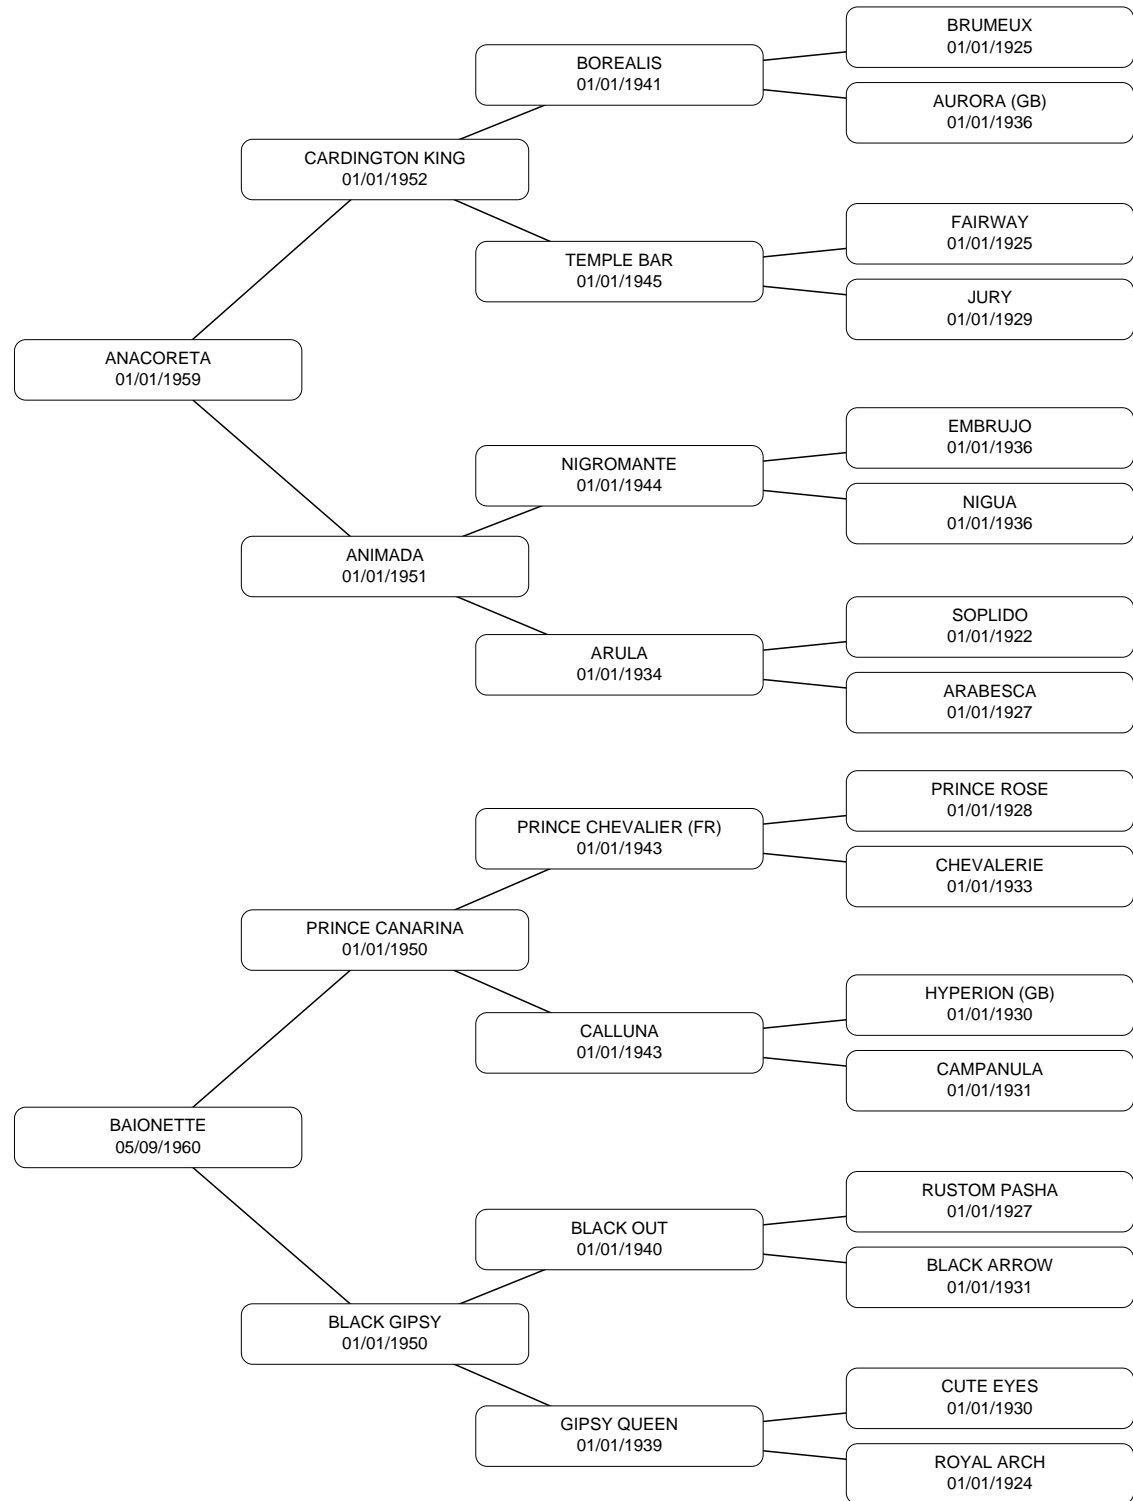 BRUMEUX
01/01/1925
BOREALIS
01/01/1941
AURORA (GB)
01/01/1936
CARDINGTON KING
01/01/1952
FAIRWAY
01/01/1925
TEMPLE BAR
01/01/1945
JURY
01/01/1929
ANACORETA
01/01/1959
EMBRUJO
01/01/1936
NIGROMANTE
01/01/1944
NIGUA
01/01/1936
ANIMADA
01/01/1951
SOPLIDO
01/01/1922
ARULA
01/01/1934
ARABESCA
01/01/1927
PRINCE ROSE
01/01/1928
PRINCE CHEVALIER (FR)
01/01/1943
CHEVALERIE
01/01/1933
PRINCE CANARINA
01/01/1950
HYPERION (GB)
01/01/1930
CALLUNA
01/01/1943
CAMPANULA
01/01/1931
BAIONETTE
05/09/1960
RUSTOM PASHA
01/01/1927
BLACK OUT
01/01/1940
BLACK ARROW
01/01/1931
BLACK GIPSY
01/01/1950
CUTE EYES
01/01/1930
GIPSY QUEEN
01/01/1939
ROYAL ARCH
01/01/1924